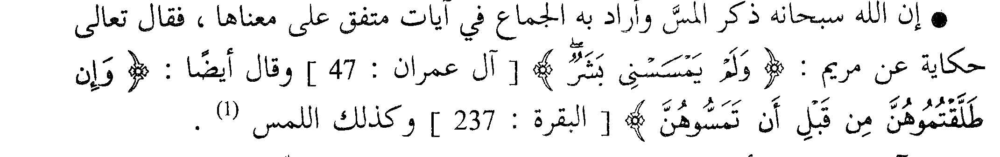 ● إن الله سبحانه ذكر المسَّ وأراد به الجماع في آيات متفق على معناها ، فقال تعالى
حكاية عن مريم : ﴿ وَلَمْ يَمْسَسْنِى بَشَرٌۖ ﴾ [ آل عمران : 47 ] وقال أيضًا : ﴿ وَإِن
طَلَّقْتُمُوهُنَّ مِن قَبْلِ أَن تَمَسُّوهُنَّ ﴾ [ البقرة : 237 ] وكذلك اللمس (1) .